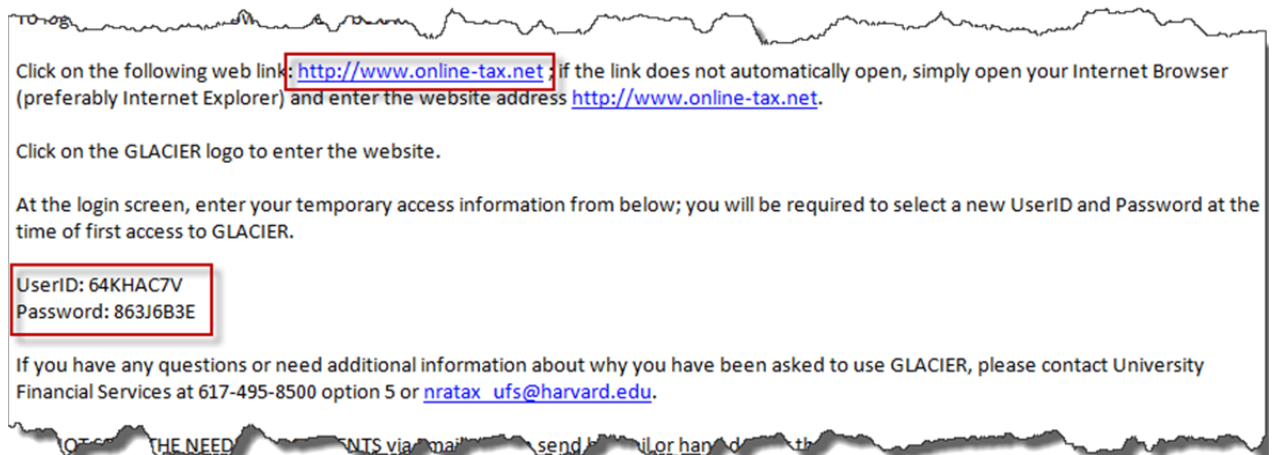 Click on the following web link: http://www.online-tax.net ; if the link does not automatically open, simply open your Internet Browser
(preferably Internet Explorer) and enter the website address http://www.online-tax.net.
Click on the GLACIER logo to enter the website.
At the login screen, enter your temporary access information from below; you will be required to select a new UserID and Password at the
time of first access to GLACIER.
UserID: 64KHAC7V
Password: 863J6B3E
If you have any questions or need additional information about why you have been asked to use GLACIER, please contact University
Financial Services at 617-495-8500 option 5 or nratax_ufs@harvard.edu.
THE NEED via send or